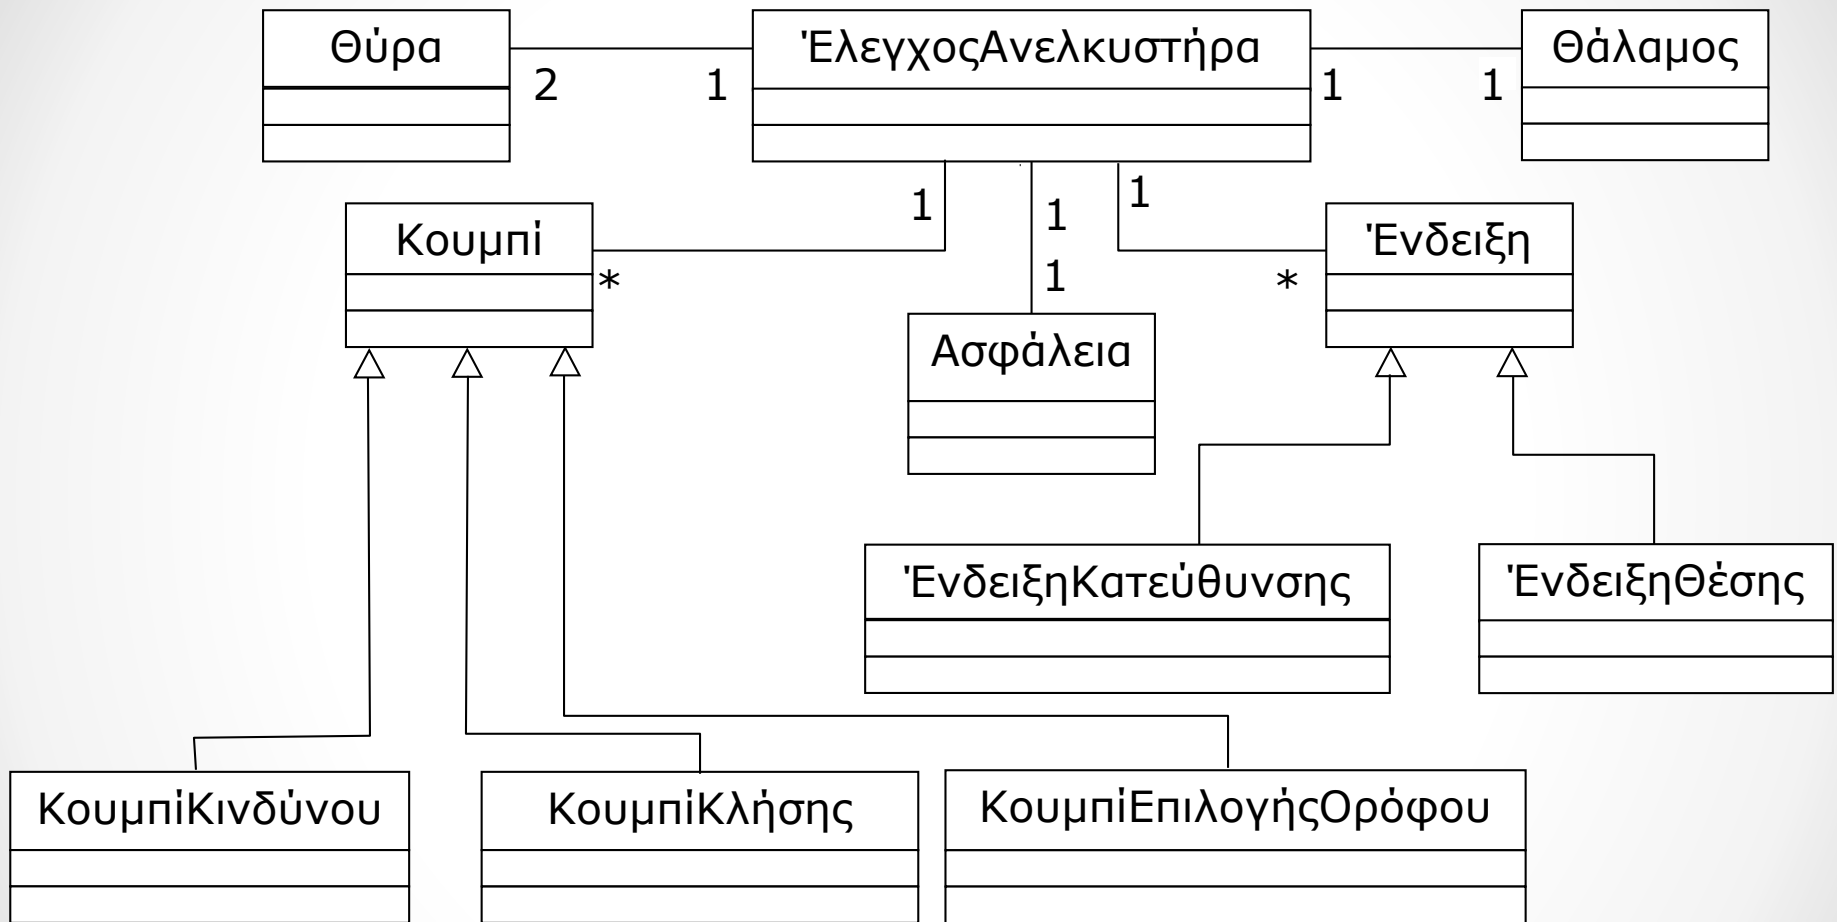 Θύρα
ΈλεγχοςΑνελκυστήρα
Θάλαμος
2
1
1
1
1
1
1
Κουμπί
Ένδειξη
*
1
*
Ασφάλεια
ΈνδειξηΚατεύθυνσης
ΈνδειξηΘέσης
ΚουμπίΚινδύνου
ΚουμπίΚλήσης
ΚουμπίΕπιλογήςΟρόφου